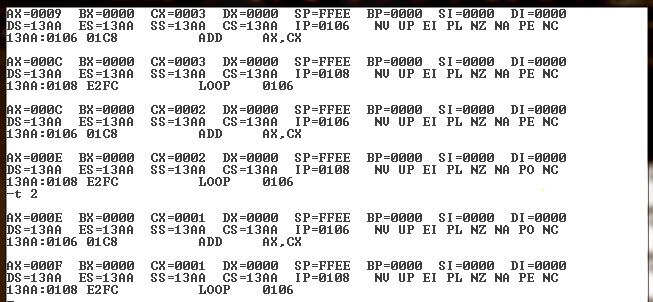 AX=0009 BX=0000 CX=0003 DX=0000 SP=FFEE BP=0000 SI=0000 DI=0000
DS=13AA ES=13AA SS=13AA CS=13AA IP=0106 NV UP EI PL NZ NA PE NC
13AA:0106 01C8 ADD AX,CX
AX=000C BX=0000 CX=0003 DX=0000 SP=FFEE BP=0000 SI=0000 DI=0000
DS=13AA ES=13AA SS=13AA CS=13AA IP=0108 NV UP EI PL NZ NA PE NC
13AA:0108 E2FC LOOP 0106
AX=000C BX=0000 CX=0002 DX=0000 SP=FFEE BP=0000 SI=0000 DI=0000
DS=13AA ES=13AA SS=13AA CS=13AA IP=0106 NV UP EI PL NZ NA PE NC
13AA:0106 01C8 ADD AX,CX
AX=000E BX=0000 CX=0002 DX=0000 SP=FFEE BP=0000 SI=0000 DI=0000
DS=13AA ES=13AA SS=13AA CS=13AA IP=0108 NV UP EI PL NZ NA PO NC
13AA:0108 E2FC LOOP 0106
-t 2
AX=000E BX=0000 CX=0001 DX=0000 SP=FFEE BP=0000 SI=0000 DI=0000
DS=13AA ES=13AA SS=13AA CS=13AA IP=0106 NV UP EI PL NZ NA PO NC
13AA:0106 01C8 ADD AX,CX
AX=000F BX=0000 CX=0001 DX=0000 SP=FFEE BP=0000 SI=0000 DI=0000
DS=13AA ES=13AA SS=13AA CS=13AA IP=0108 NV UP EI PL NZ NA PE NC
13AA:0108 E2FC LOOP 0106